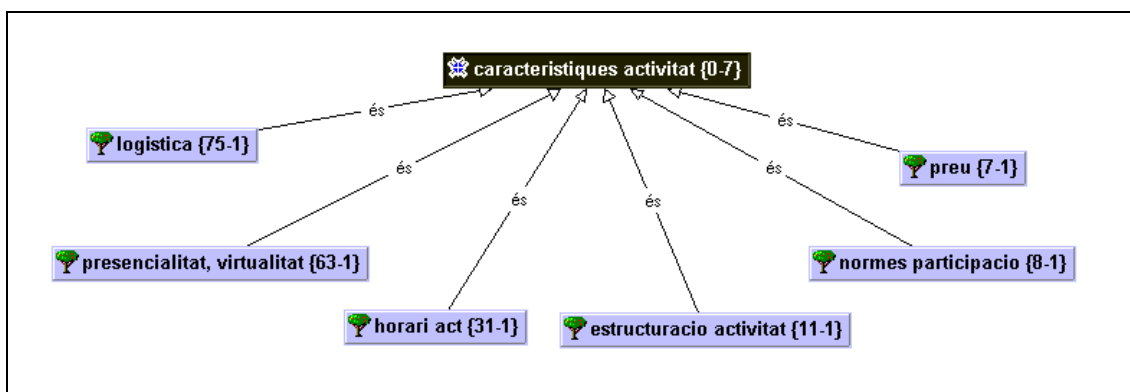 caracteristiques activitat {0-7}
és
logistica {75-1}
és
preu {7-1}
és
és
és
és
presencialitat, virtualitat {63-1}
normes participacio {8-1}
horari act {31-1}
estructuracio activitat {11-1}